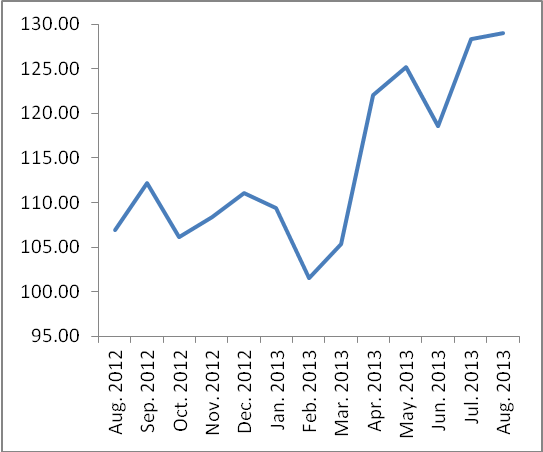 130.00
125.00
120.00
115.00
110.00
105.00
100.00
95.00
Aug. 2012
Sep. 2012
Oct. 2012
Nov. 2012
Dec. 2012
Jan. 2013
Feb. 2013
Mar. 2013
Apr. 2013
May. 2013
Jun. 2013
Jul. 2013
Aug. 2013